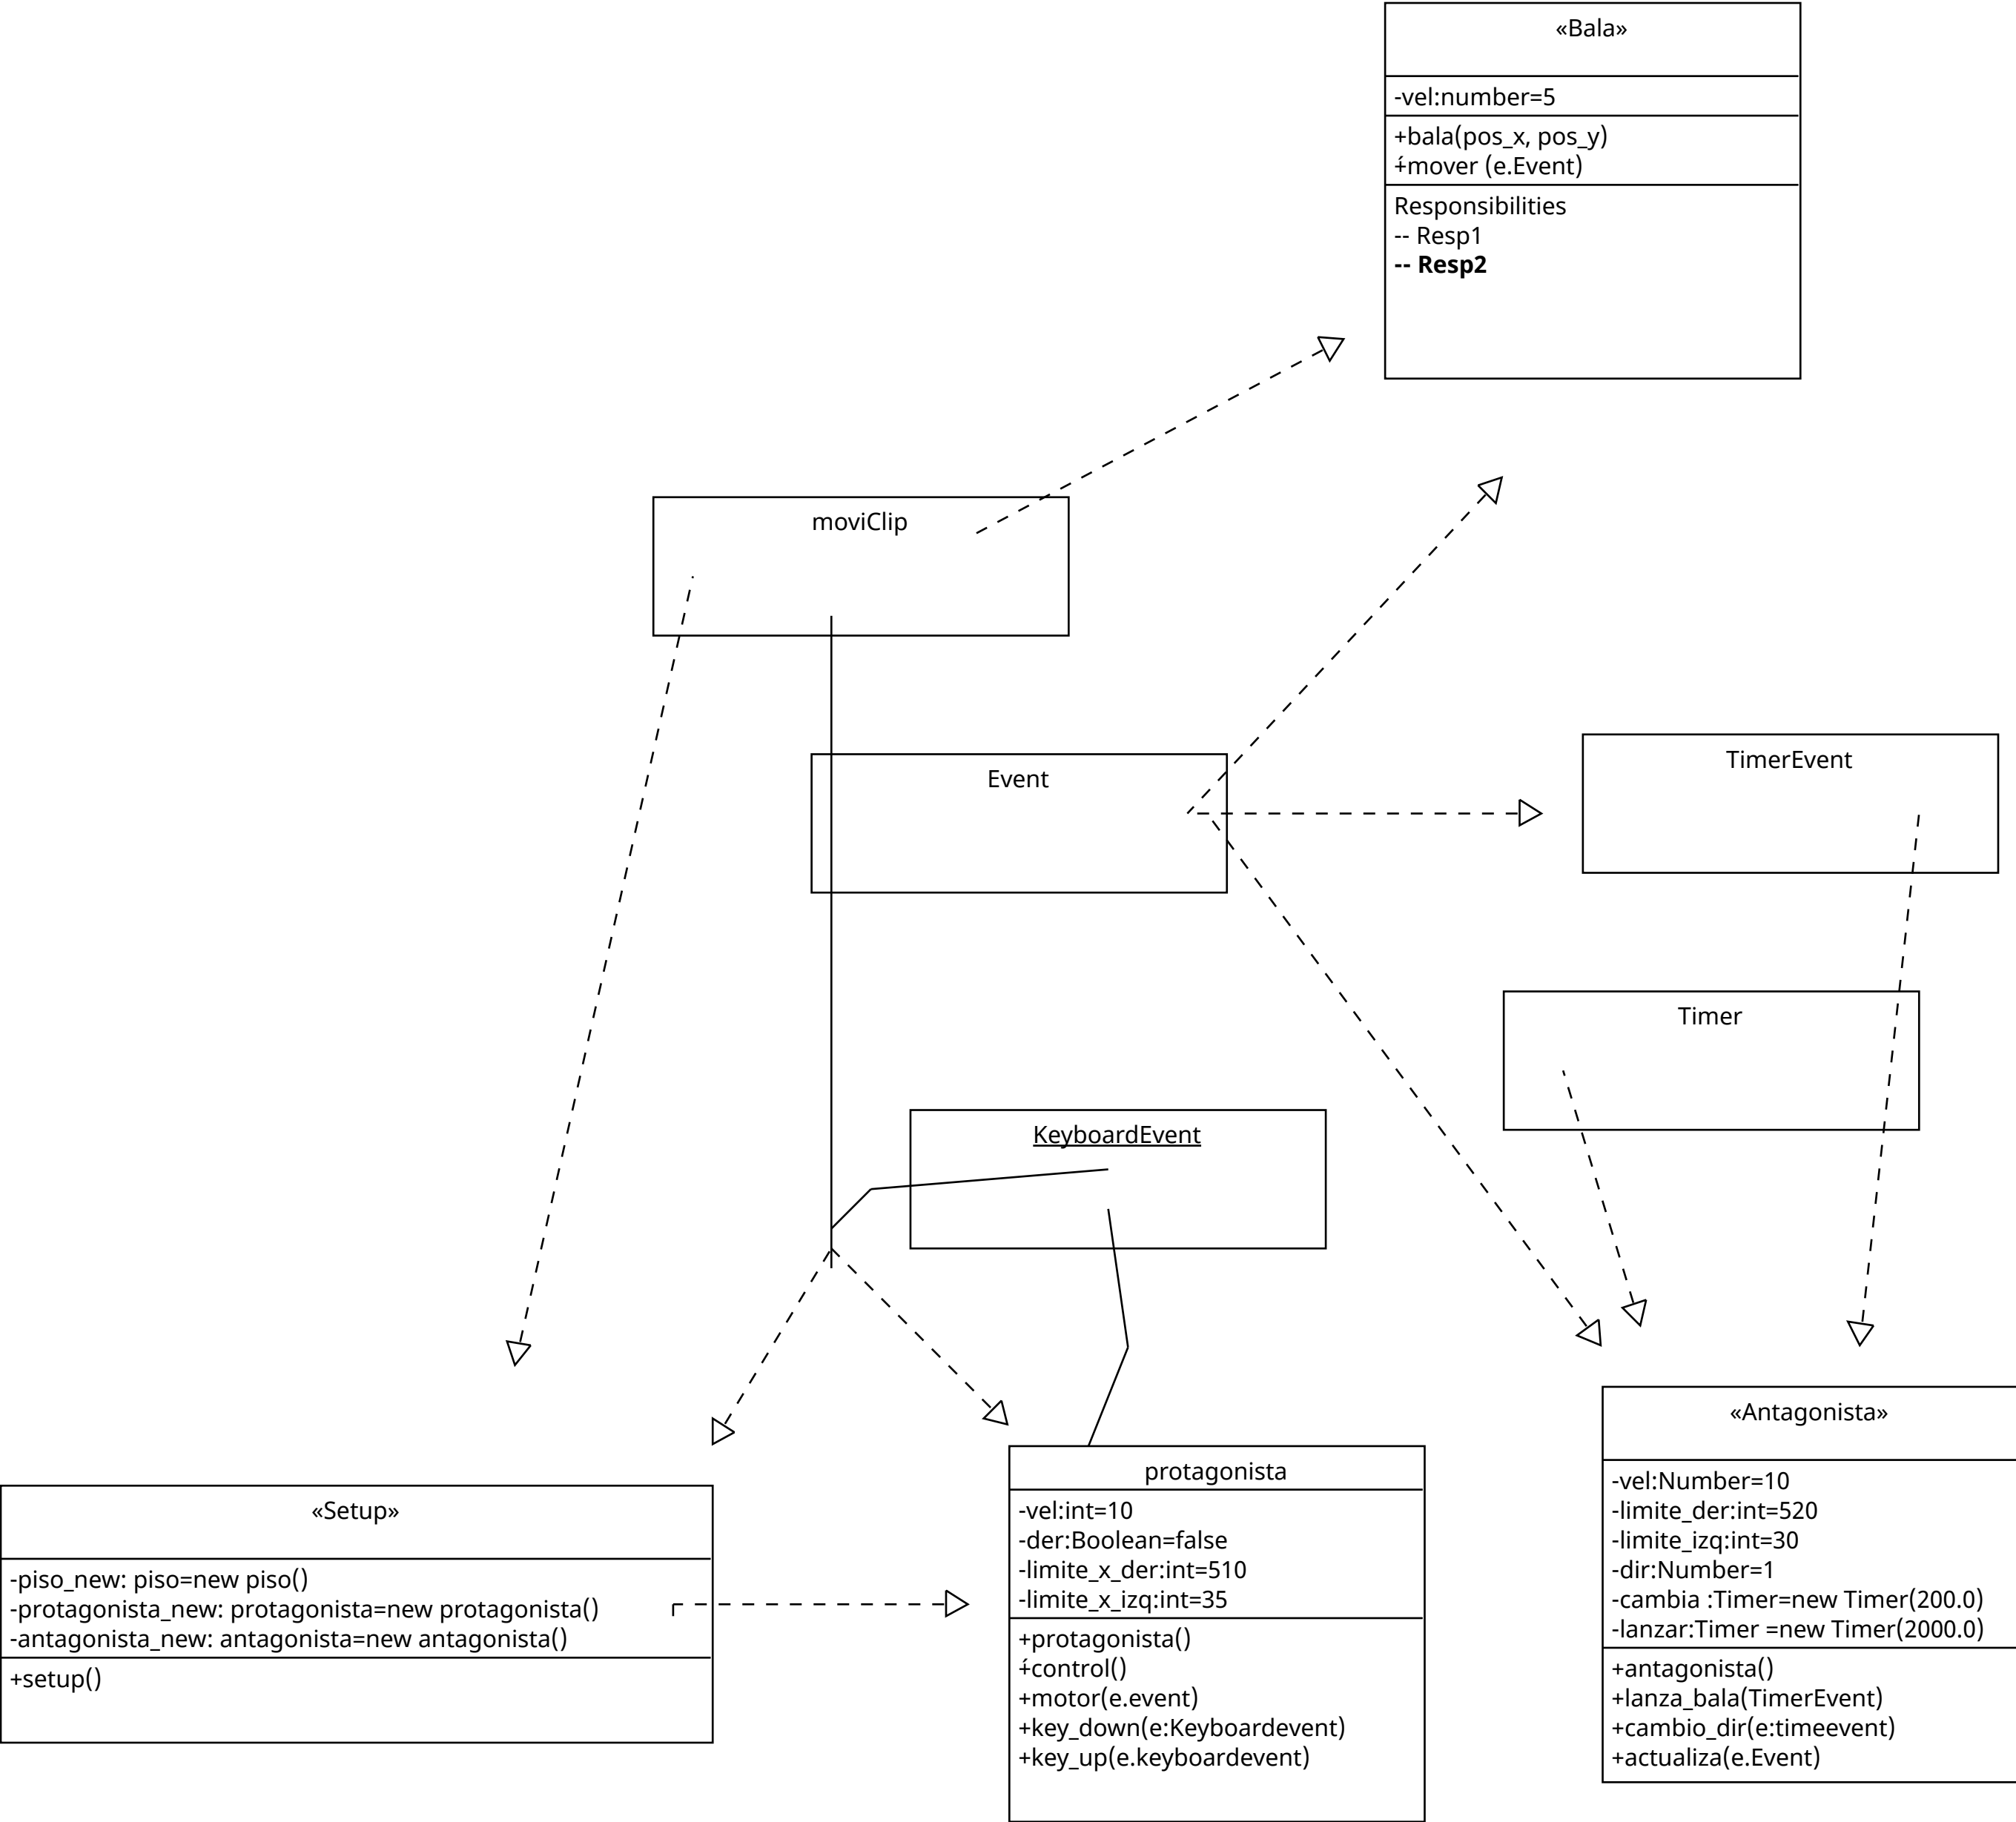 «Bala»
-vel:number=5
+bala(pos_x, pos_y)
+́mover (e.Event)
Responsibilities
-- Resp1
-- Resp2
moviClip
Event
TimerEvent
Timer
KeyboardEvent
«Setup»
-piso_new: piso=new piso()
-protagonista_new: protagonista=new protagonista()
-antagonista_new: antagonista=new antagonista()
+setup()
protagonista
-vel:int=10
-der:Boolean=false
-limite_x_der:int=510
-limite_x_izq:int=35
+protagonista()
+́control()
+motor(e.event)
+key_down(e:Keyboardevent)
+key_up(e.keyboardevent)
«Antagonista»
-vel:Number=10
-limite_der:int=520
-limite_izq:int=30
-dir:Number=1
-cambia :Timer=new Timer(200.0)
-lanzar:Timer =new Timer(2000.0)
+antagonista()
+lanza_bala(TimerEvent)
+cambio_dir(e:timeevent)
+actualiza(e.Event)